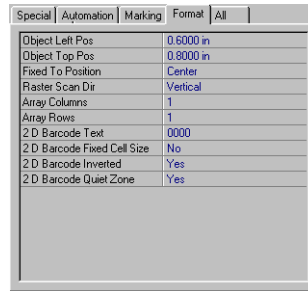 Special Automation Marking Format All
Object Left Pos 0.6000 in
Object Top Pos 0.8000 in
Fixed To Position Center
Raster Scan Dir Vertical
Array Columns 1
Array Rows 1
2 D Barcode Text 0000
2 D Barcode Fixed Cell Size No
2 D Barcode Inverted Yes
2 D Barcode Quiet Zone Yes